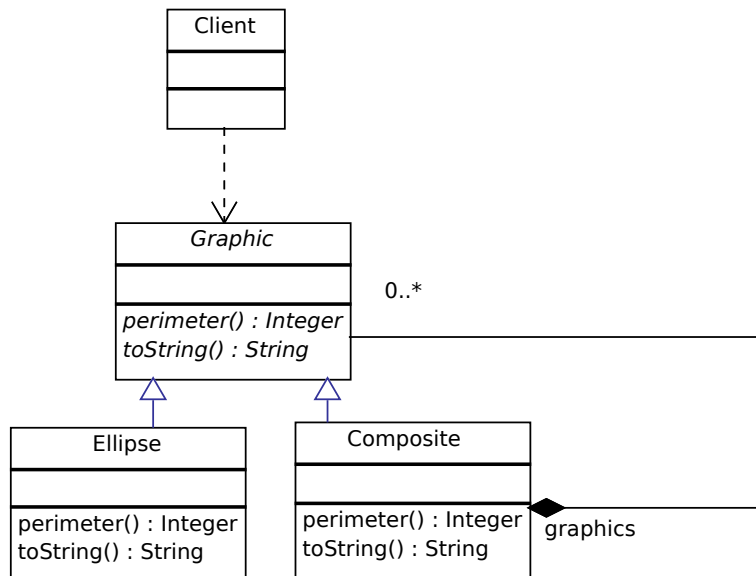 Client
Graphic
0..*
perimeter() : Integer
toString() : String
Ellipse
perimeter() : Integer
toString() : String
Composite
perimeter() : Integer
toString() : String
graphics